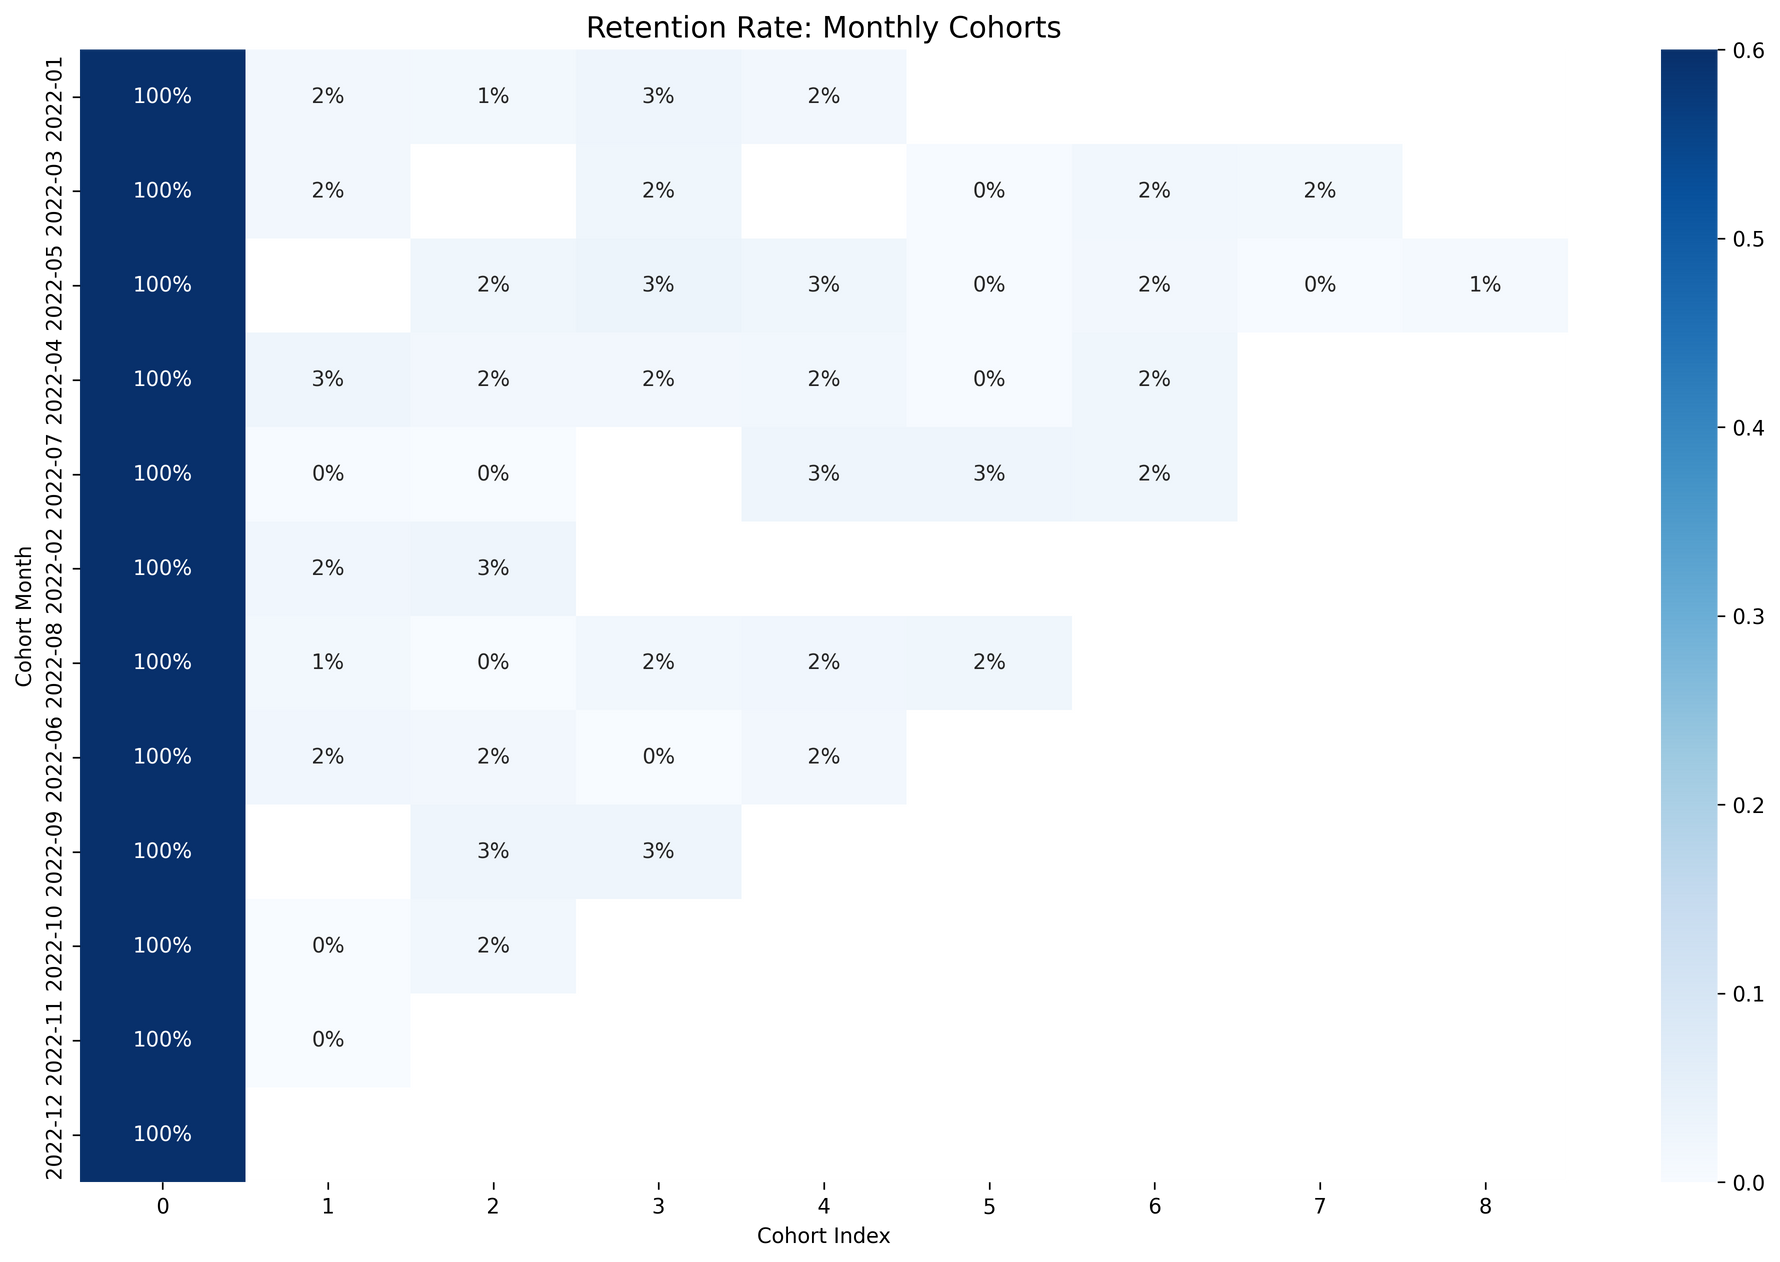 Retention Rate: Monthly Cohorts
2022-01 100% 2% 1% 3% 2%
2022-03 100% 2% 2% 0% 2% 2%
2022-05 100% 2% 3% 3% 0% 2% 0% 1%
2022-04 100% 3% 2% 2% 2% 0% 2%
2022-07 100% 0% 0% 3% 3% 2%
2022-02 100% 2% 3%
2022-08 100% 1% 0% 2% 2% 2%
2022-06 100% 2% 2% 0% 2%
2022-09 100% 3% 3%
2022-10 100% 0% 2%
2022-11 100% 0%
2022-12 100%
Cohort Month
0 1 2 3 4 5 6 7 8
Cohort Index
0.6
0.5
0.4
0.3
0.2
0.1
0.0